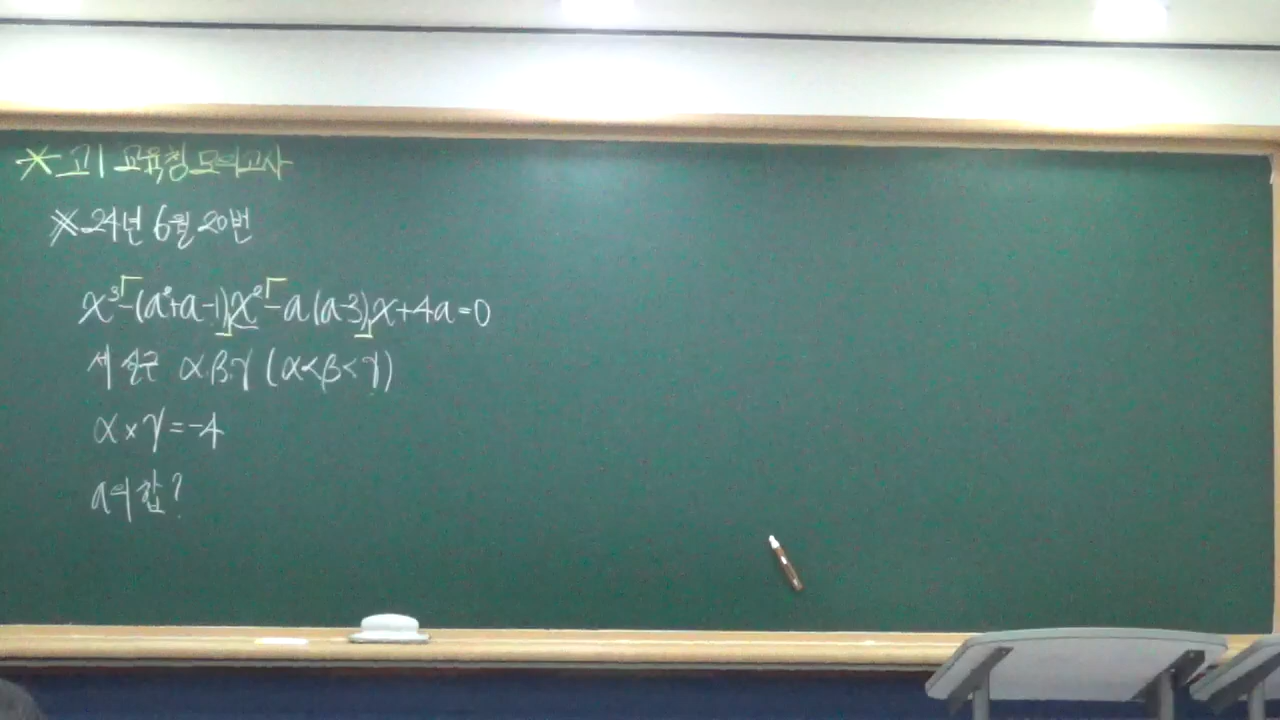 * 고1 교육청 모의고사
※ 24년 6월 20번
x³-(a²+a-1)x²-a(a-3)x+4a=0
세 실근 α,β,γ (α<β<γ)
α×γ=-4
a의 합?